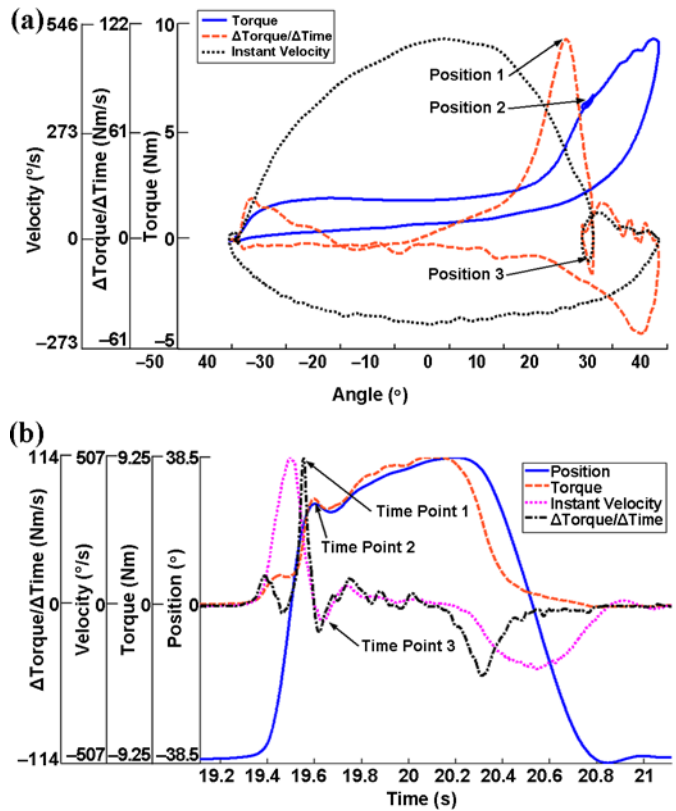 (a)
546
122
10
Torque
ΔTorque/ΔTime
Instant Velocity
Position 1
Position 2
Position 3
273
61
5
0
0
0
−273
−61
−5
Velocity (°/s)
ΔTorque/ΔTime (Nm/s)
Torque (Nm)
−50 −30 −20 −10 0 10 20 30 40 50
Angle (o)
(b)
114
507
9.25
38.5
Position
Torque
Instant Velocity
ΔTorque/ΔTime
Time Point 1
Time Point 2
Time Point 3
0
0
0
0
−114
−507
−9.25
−38.5
ΔTorque/ΔTime (Nm/s)
Velocity (°/s)
Torque (Nm)
Position (°)
19.2 19.4 19.6 19.8 20 20.2 20.4 20.6 20.8 21
Time (s)